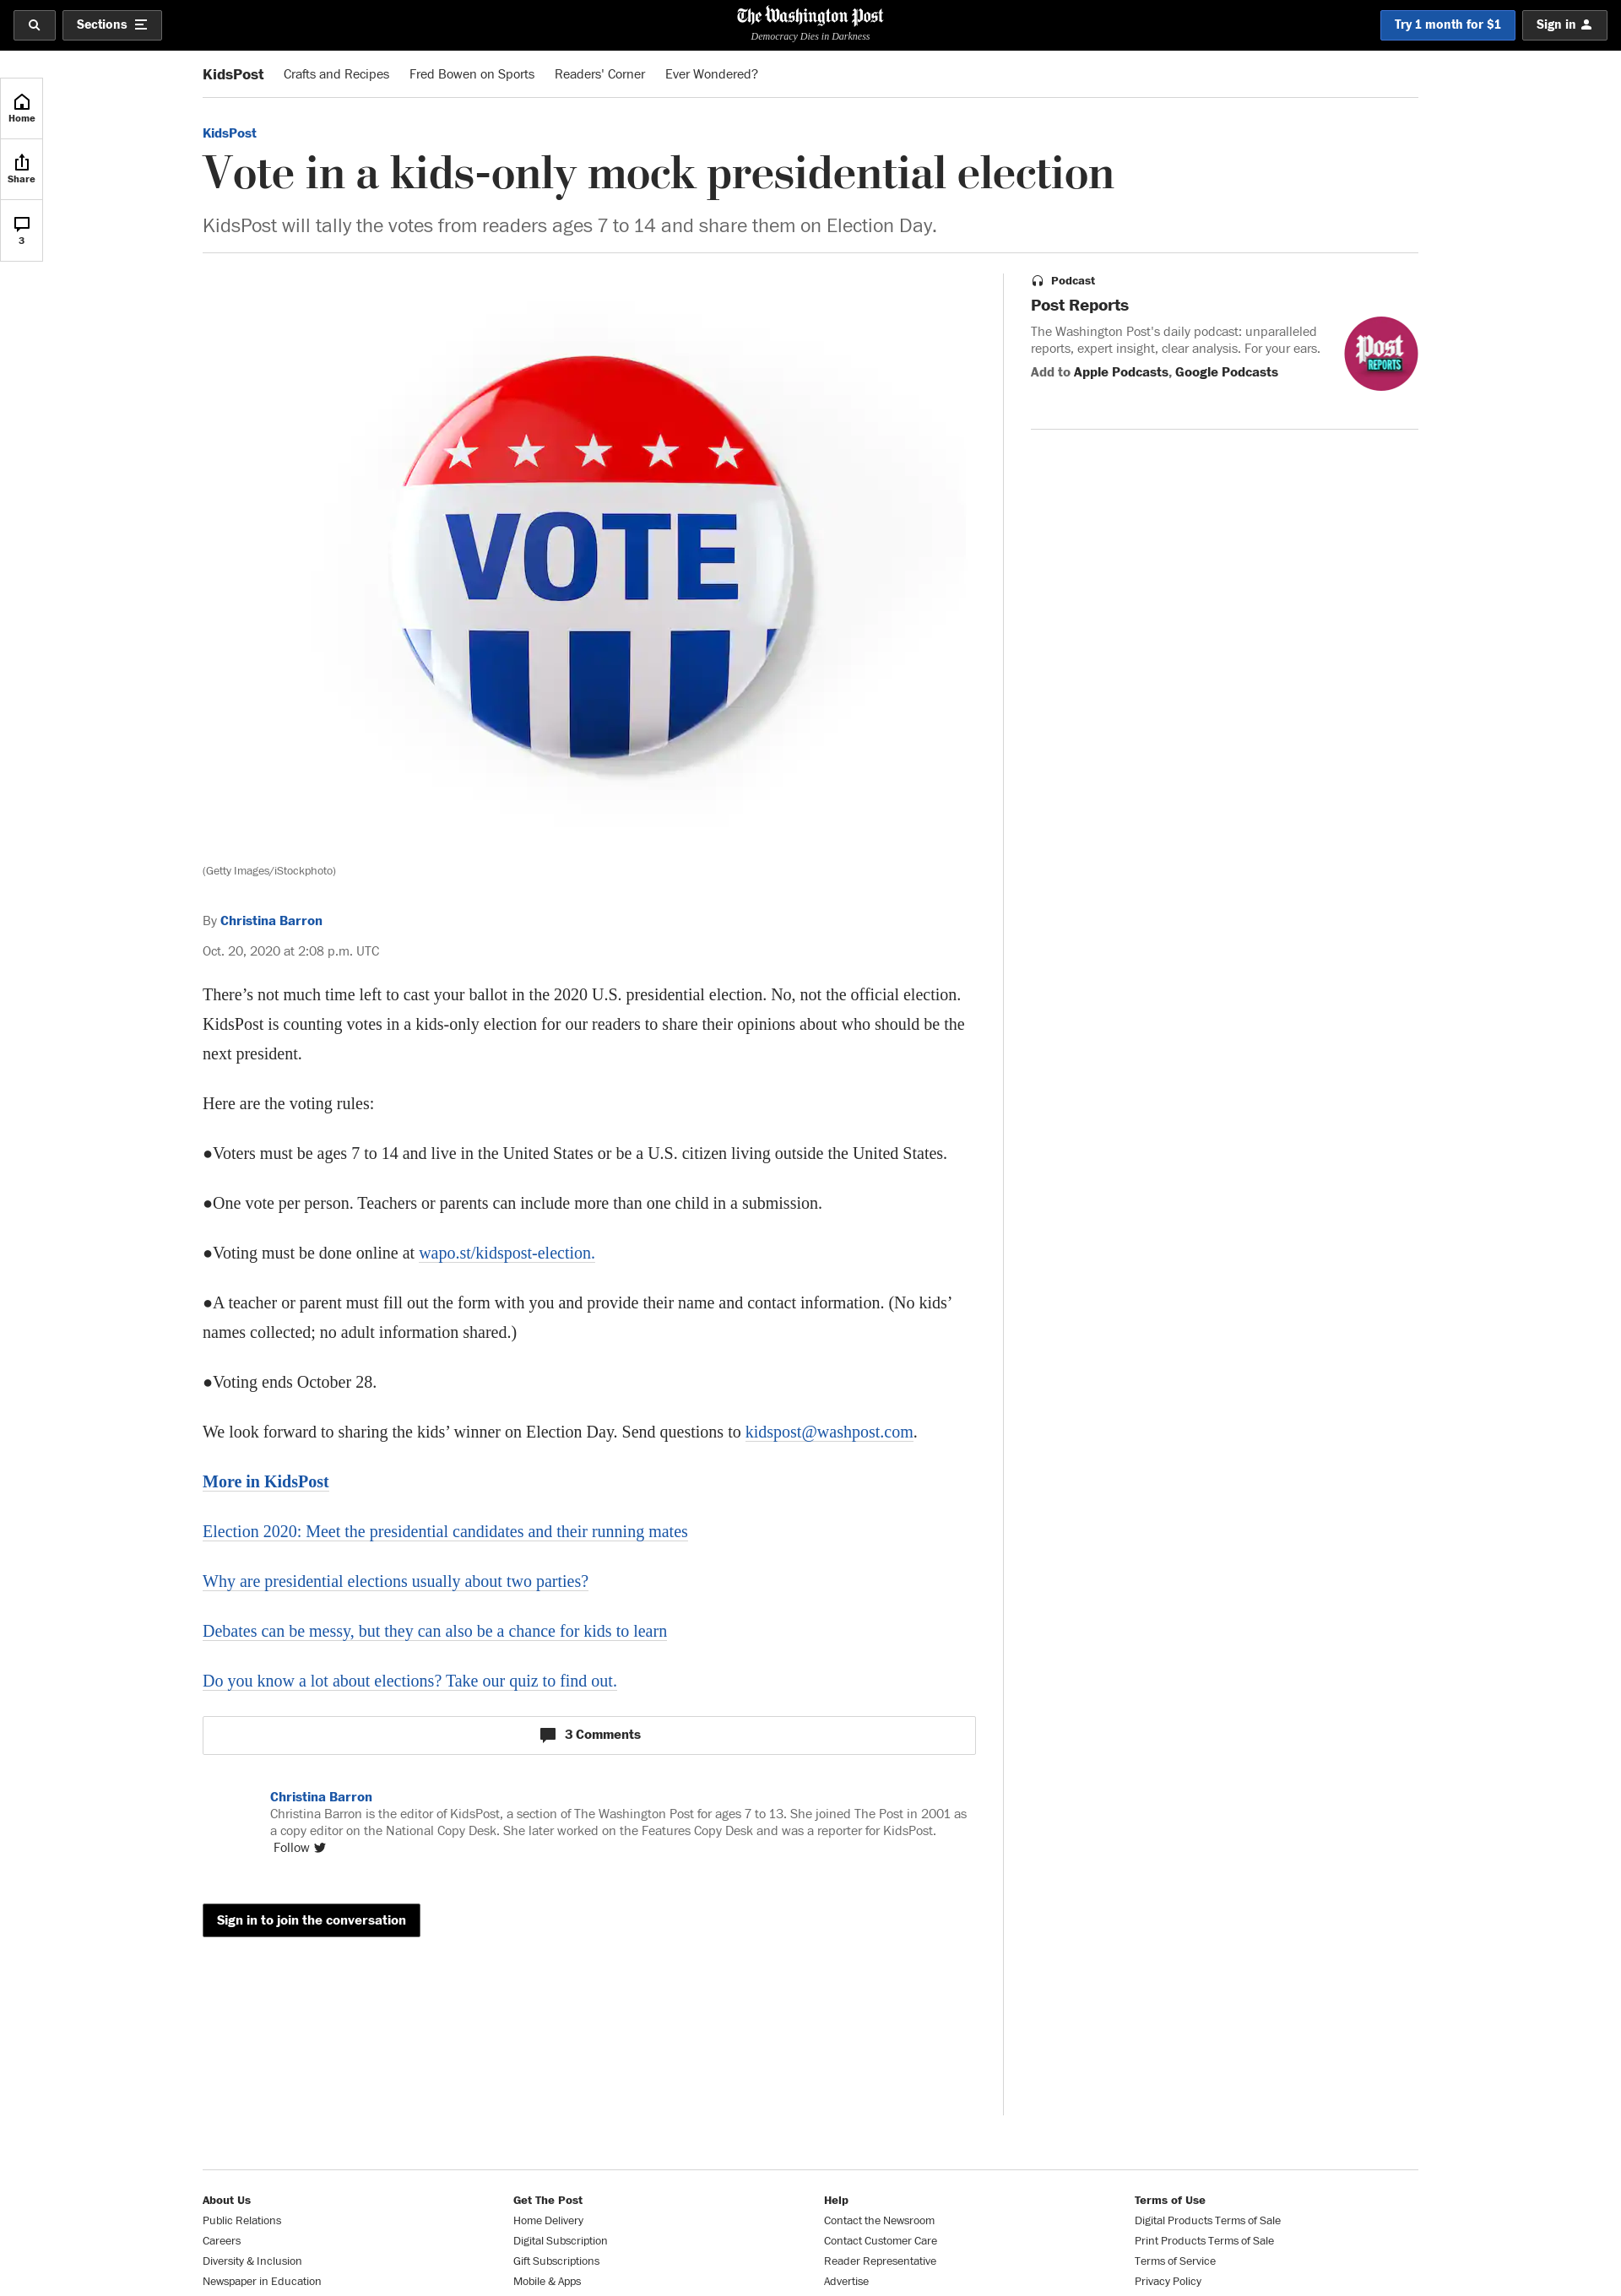 Sections
The Washington Post
Democracy Dies in Darkness
Try 1 month for $1
Sign in
Home
Share
3
KidsPost Crafts and Recipes Fred Bowen on Sports Readers' Corner Ever Wondered?
KidsPost
Vote in a kids-only mock presidential election
KidsPost will tally the votes from readers ages 7 to 14 and share them on Election Day.
VOTE
(Getty Images/iStockphoto)
By Christina Barron
Oct. 20, 2020 at 2:08 p.m. UTC
There’s not much time left to cast your ballot in the 2020 U.S. presidential election. No, not the official election.
KidsPost is counting votes in a kids-only election for our readers to share their opinions about who should be the
next president.
Here are the voting rules:
●Voters must be ages 7 to 14 and live in the United States or be a U.S. citizen living outside the United States.
●One vote per person. Teachers or parents can include more than one child in a submission.
●Voting must be done online at wapo.st/kidspost-election.
●A teacher or parent must fill out the form with you and provide their name and contact information. (No kids’
names collected; no adult information shared.)
●Voting ends October 28.
We look forward to sharing the kids’ winner on Election Day. Send questions to kidspost@washpost.com.
More in KidsPost
Election 2020: Meet the presidential candidates and their running mates
Why are presidential elections usually about two parties?
Debates can be messy, but they can also be a chance for kids to learn
Do you know a lot about elections? Take our quiz to find out.
3 Comments
Christina Barron
Christina Barron is the editor of KidsPost, a section of The Washington Post for ages 7 to 13. She joined The Post in 2001 as
a copy editor on the National Copy Desk. She later worked on the Features Copy Desk and was a reporter for KidsPost.
Follow
Sign in to join the conversation
Podcast
Post Reports
The Washington Post's daily podcast: unparalleled
reports, expert insight, clear analysis. For your ears.
Add to Apple Podcasts, Google Podcasts
Post
REPORTS
About Us
Public Relations
Careers
Diversity & Inclusion
Newspaper in Education
Get The Post
Home Delivery
Digital Subscription
Gift Subscriptions
Mobile & Apps
Help
Contact the Newsroom
Contact Customer Care
Reader Representative
Advertise
Terms of Use
Digital Products Terms of Sale
Print Products Terms of Sale
Terms of Service
Privacy Policy